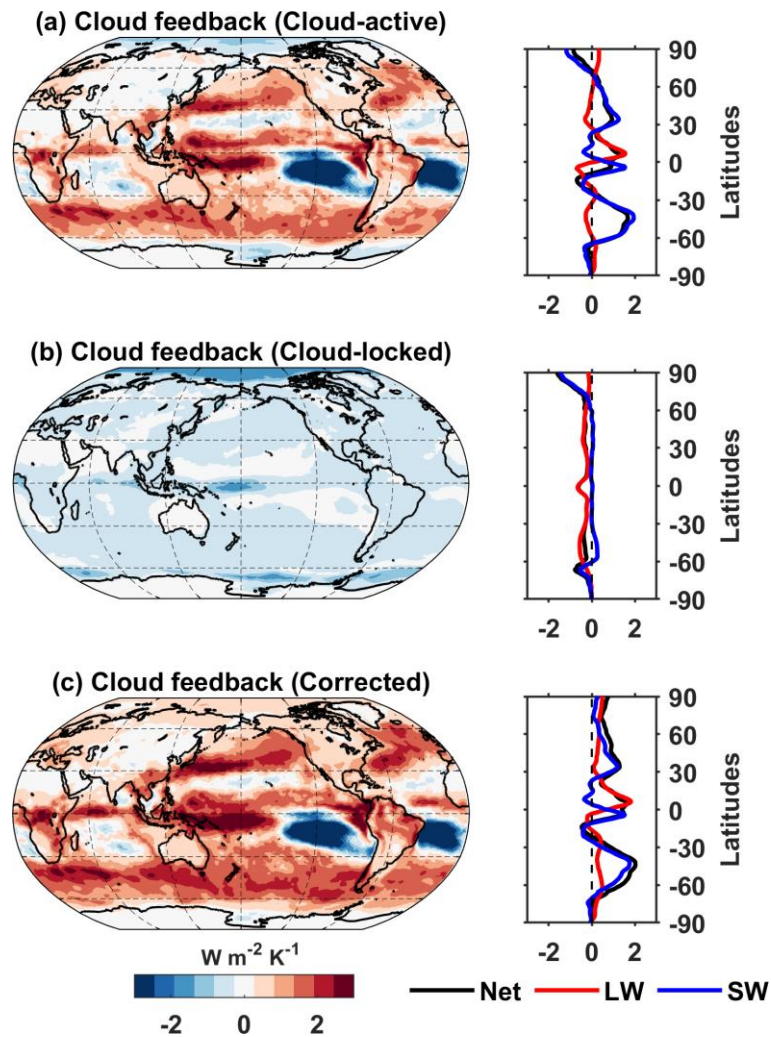 (a) Cloud feedback (Cloud-active)
90
60
30
0
-30
-60
-90
Latitudes
-2 0 2
(b) Cloud feedback (Cloud-locked)
90
60
30
0
-30
-60
-90
Latitudes
-2 0 2
(c) Cloud feedback (Corrected)
90
60
30
0
-30
-60
-90
Latitudes
-2 0 2
W m⁻² K⁻¹
-2 0 2
Net LW SW